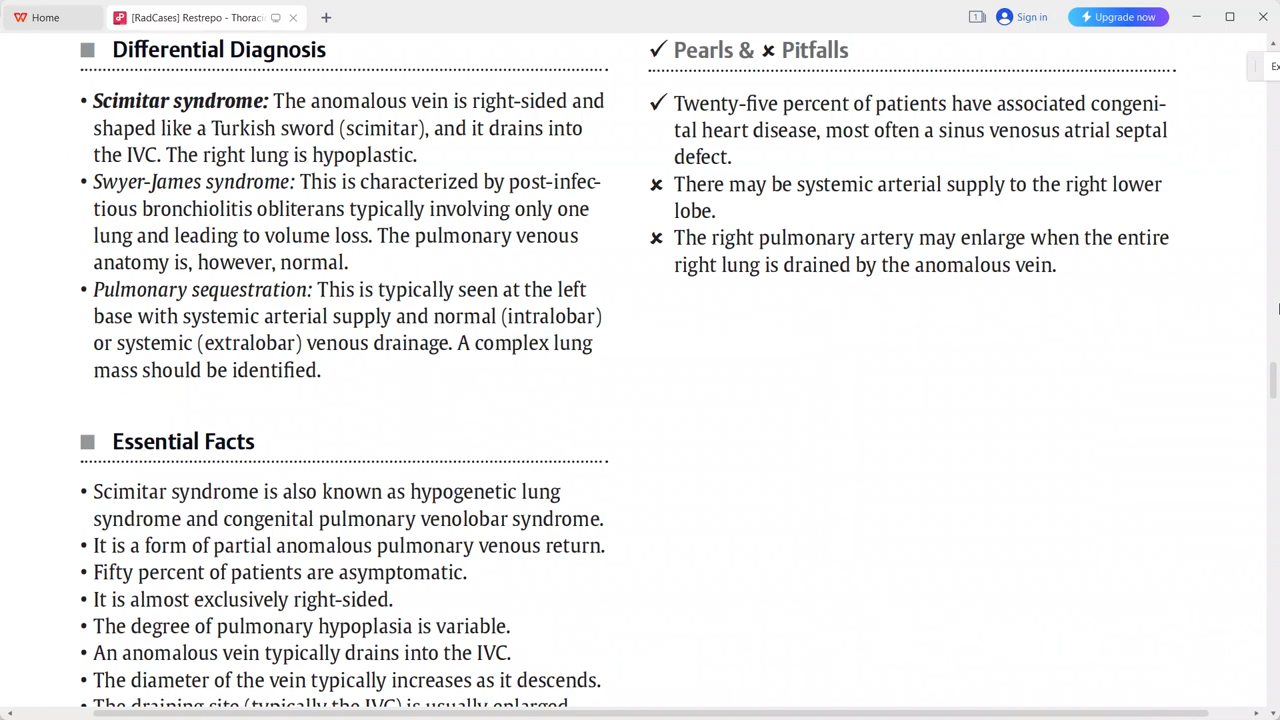 Home
[RadCases] Restrepo - Thoraci
Sign in
Upgrade now
Differential Diagnosis
• Scimitar syndrome: The anomalous vein is right-sided and
shaped like a Turkish sword (scimitar), and it drains into
the IVC. The right lung is hypoplastic.
• Swyer-James syndrome: This is characterized by post-infec-
tious bronchiolitis obliterans typically involving only one
lung and leading to volume loss. The pulmonary venous
anatomy is, however, normal.
• Pulmonary sequestration: This is typically seen at the left
base with systemic arterial supply and normal (intralobar)
or systemic (extralobar) venous drainage. A complex lung
mass should be identified.
Essential Facts
• Scimitar syndrome is also known as hypogenetic lung
syndrome and congenital pulmonary venolobar syndrome.
• It is a form of partial anomalous pulmonary venous return.
• Fifty percent of patients are asymptomatic.
• It is almost exclusively right-sided.
• The degree of pulmonary hypoplasia is variable.
• An anomalous vein typically drains into the IVC.
• The diameter of the vein typically increases as it descends.
• The draining site (typically the IVC) is usually enlarged
✓ Pearls & ✘ Pitfalls
✓ Twenty-five percent of patients have associated congeni-
tal heart disease, most often a sinus venosus atrial septal
defect.
✘ There may be systemic arterial supply to the right lower
lobe.
✘ The right pulmonary artery may enlarge when the entire
right lung is drained by the anomalous vein.
Ex